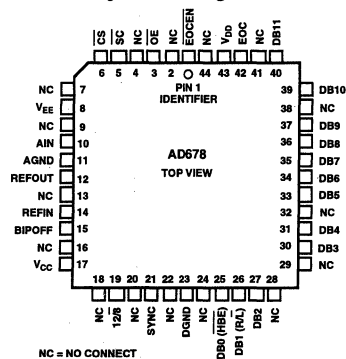 CS SC NC OE NC EOCEN NC VDD EOC NC DB11
6 5 4 3 2 1 44 43 42 41 40
PIN 1
IDENTIFIER
NC 7
VEE 8
NC 9
AIN 10
AGND 11
REFOUT 12
NC 13
REFIN 14
BIPOFF 15
NC 16
VCC 17
AD678
TOP VIEW
39 DB10
38 NC
37 DB9
36 DB8
35 DB7
34 DB6
33 DB5
32 NC
31 DB4
30 DB3
29 NC
18 19 20 21 22 23 24 25 26 27 28
NC 12/8 NC SYNC NC DGND NC DB0 (HBE) DB1 (R/L) DB2 NC
NC = NO CONNECT